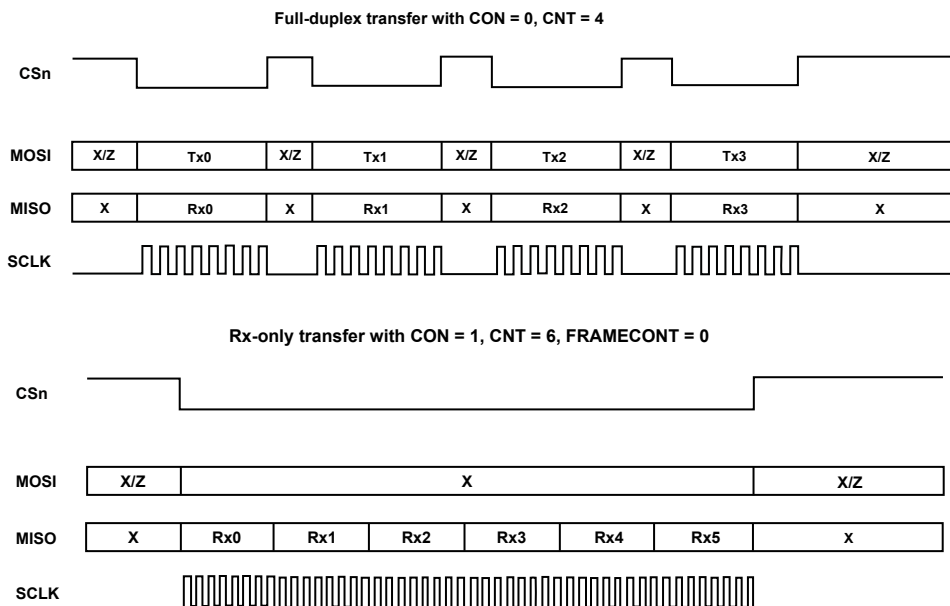 Full-duplex transfer with CON = 0, CNT = 4
CSn
MOSI X/Z Tx0 X/Z Tx1 X/Z Tx2 X/Z Tx3 X/Z
MISO X Rx0 X Rx1 X Rx2 X Rx3 X
SCLK
Rx-only transfer with CON = 1, CNT = 6, FRAMECONT = 0
CSn
MOSI X/Z X X/Z
MISO X Rx0 Rx1 Rx2 Rx3 Rx4 Rx5 X
SCLK